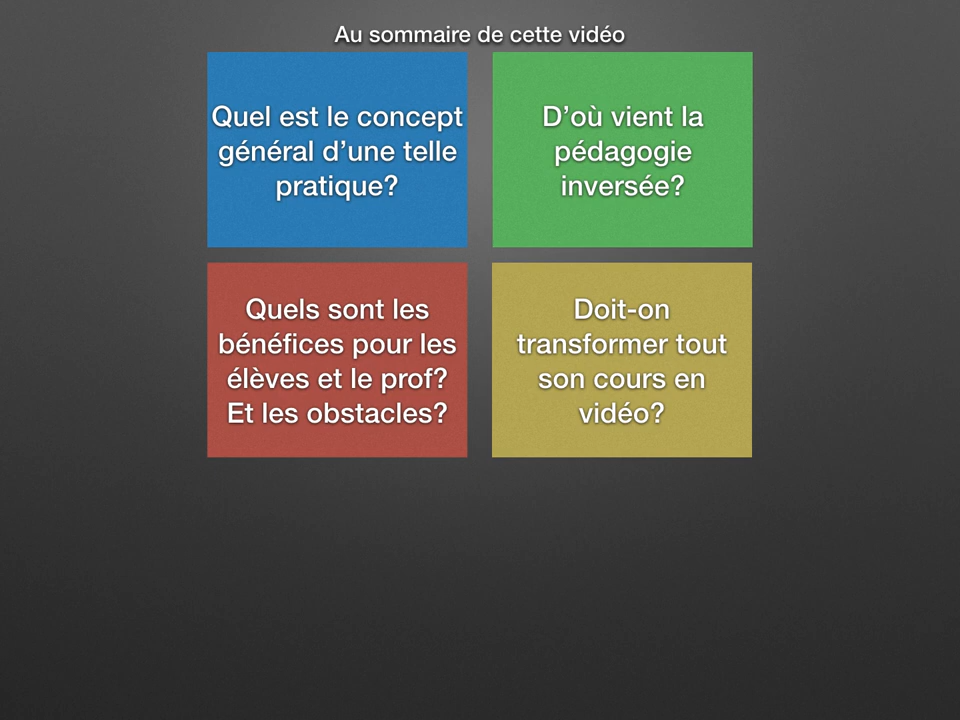 Au sommaire de cette vidéo
Quel est le concept
général d’une telle
pratique?
D’où vient la
pédagogie
inversée?
Quels sont les
bénéfices pour les
élèves et le prof?
Et les obstacles?
Doit-on
transformer tout
son cours en
vidéo?